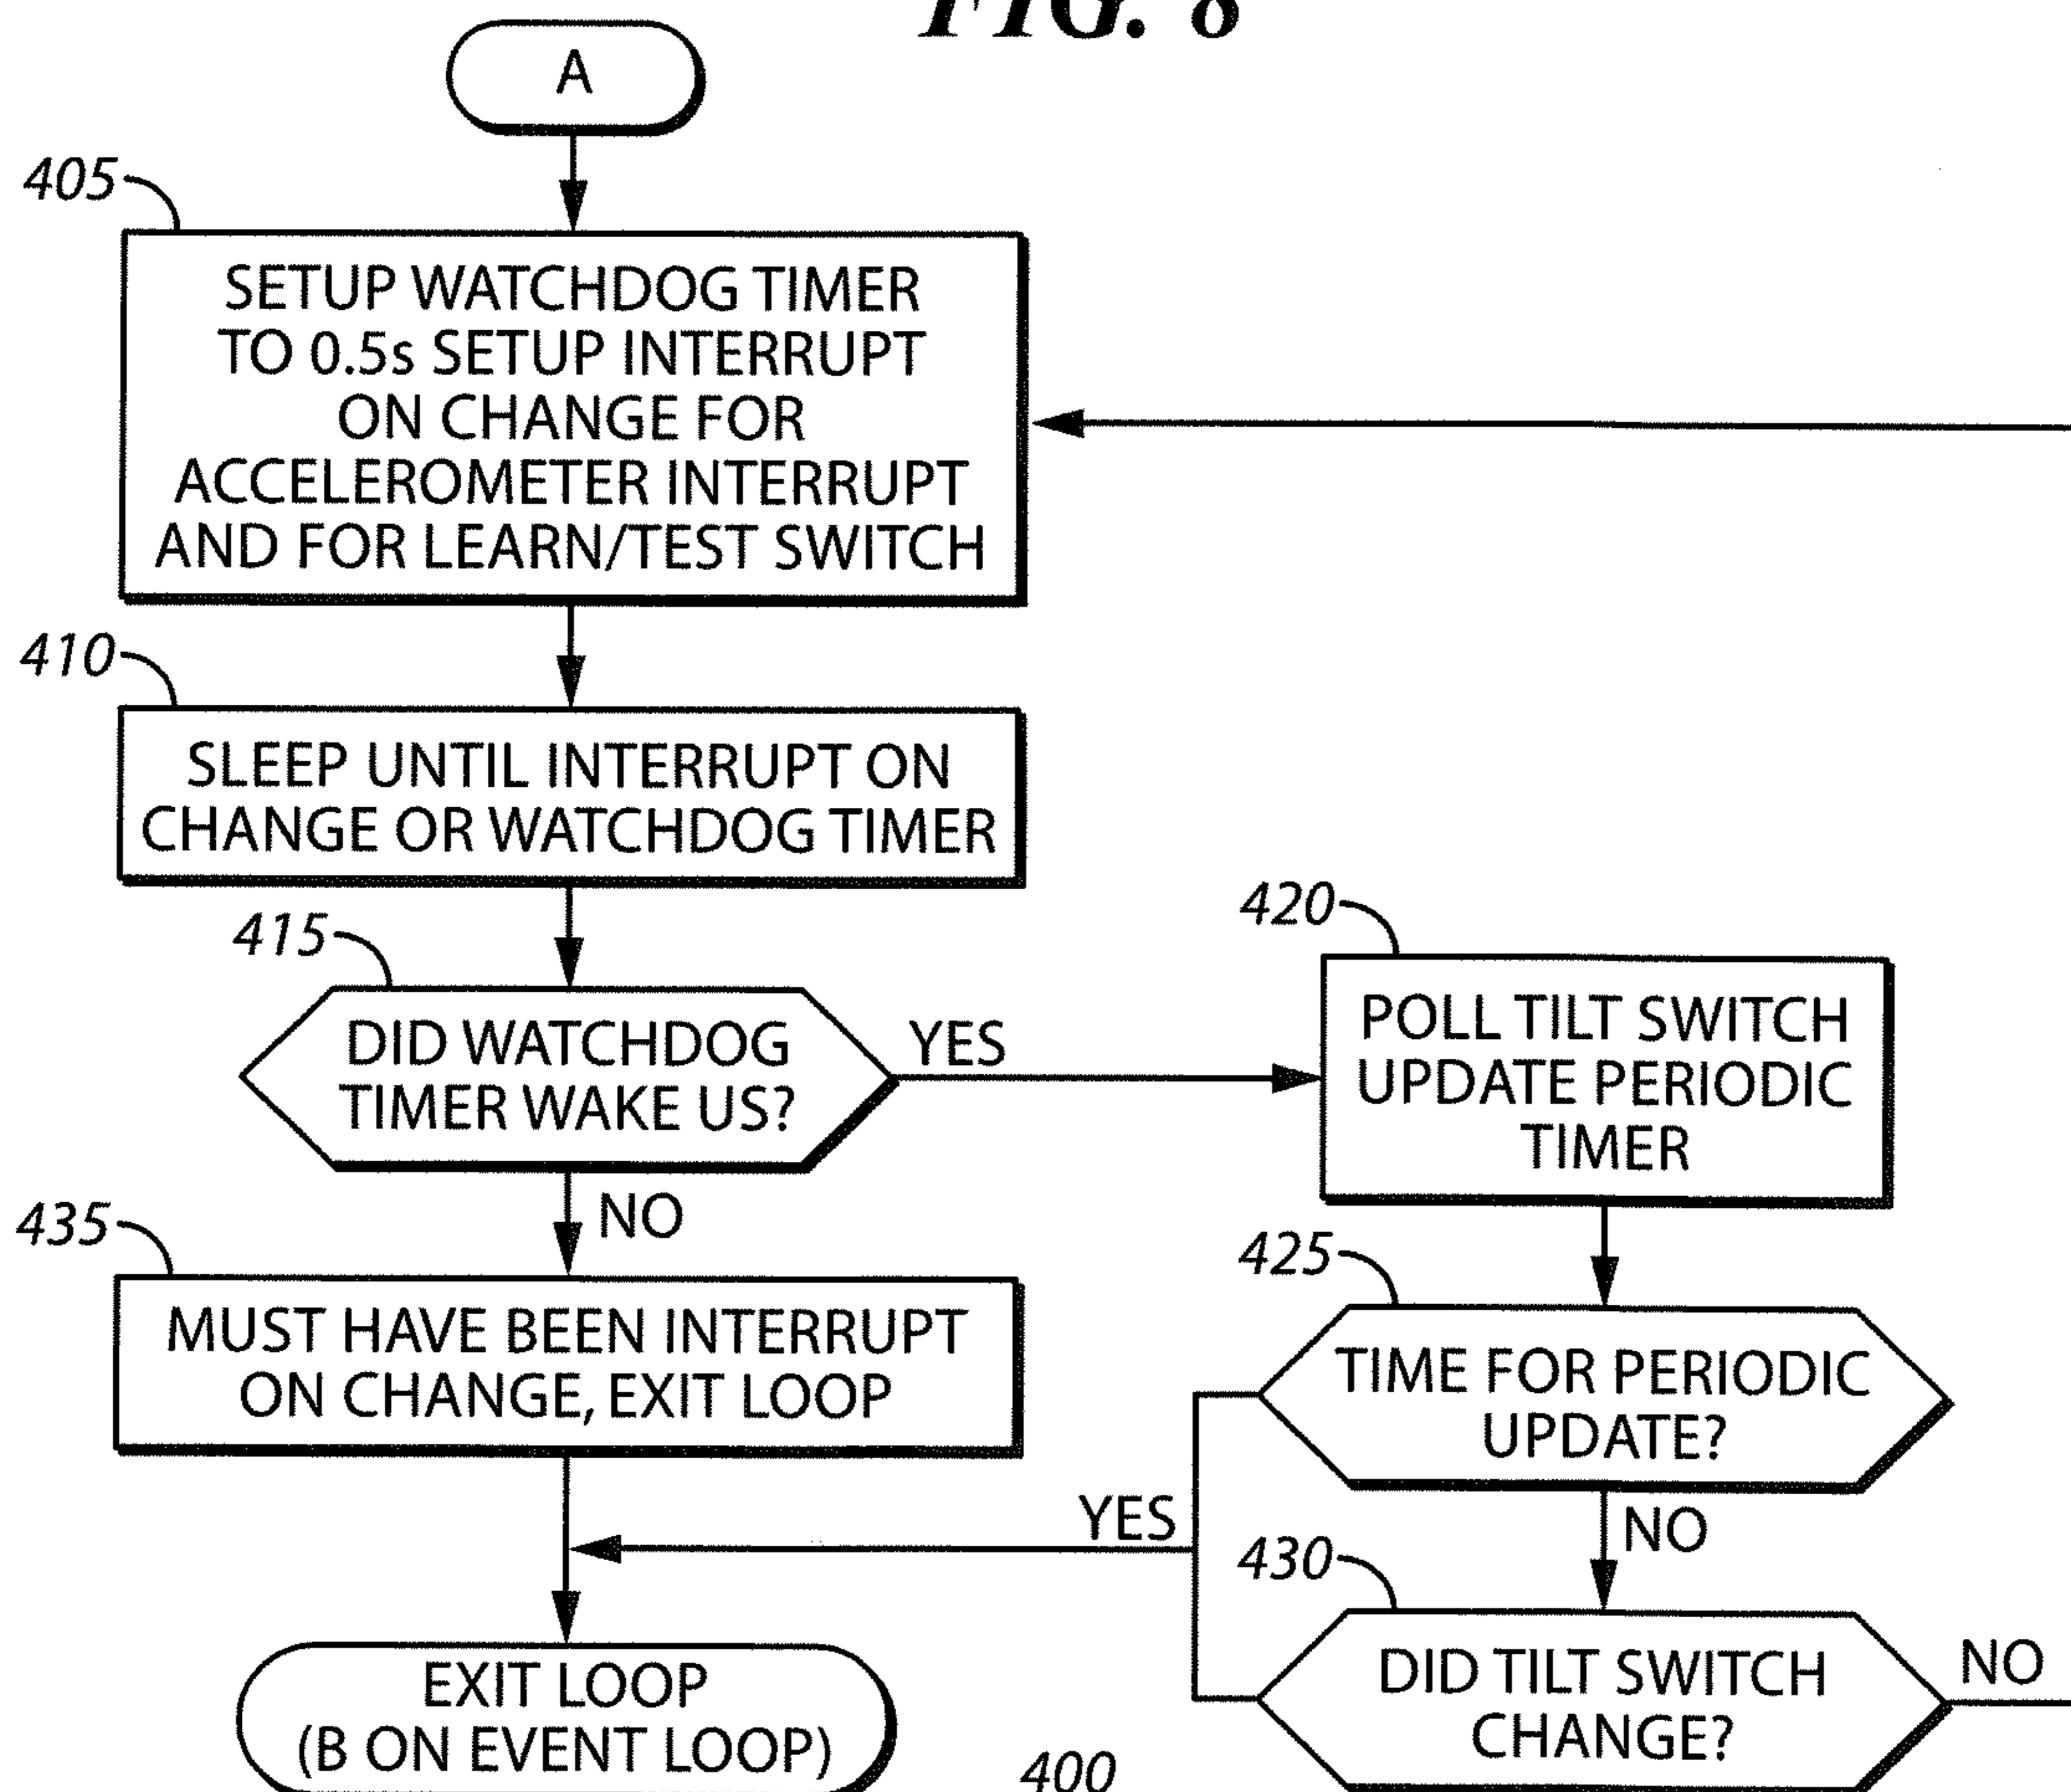 FIG. 8
A
405
SETUP WATCHDOG TIMER
TO 0.5s SETUP INTERRUPT
ON CHANGE FOR
ACCELEROMETER INTERRUPT
AND FOR LEARN/TEST SWITCH
410
SLEEP UNTIL INTERRUPT ON
CHANGE OR WATCHDOG TIMER
415
DID WATCHDOG
TIMER WAKE US?
YES
420
POLL TILT SWITCH
UPDATE PERIODIC
TIMER
NO
435
MUST HAVE BEEN INTERRUPT
ON CHANGE, EXIT LOOP
425
TIME FOR PERIODIC
UPDATE?
YES
NO
430
DID TILT SWITCH
CHANGE?
NO
EXIT LOOP
(B ON EVENT LOOP)
400